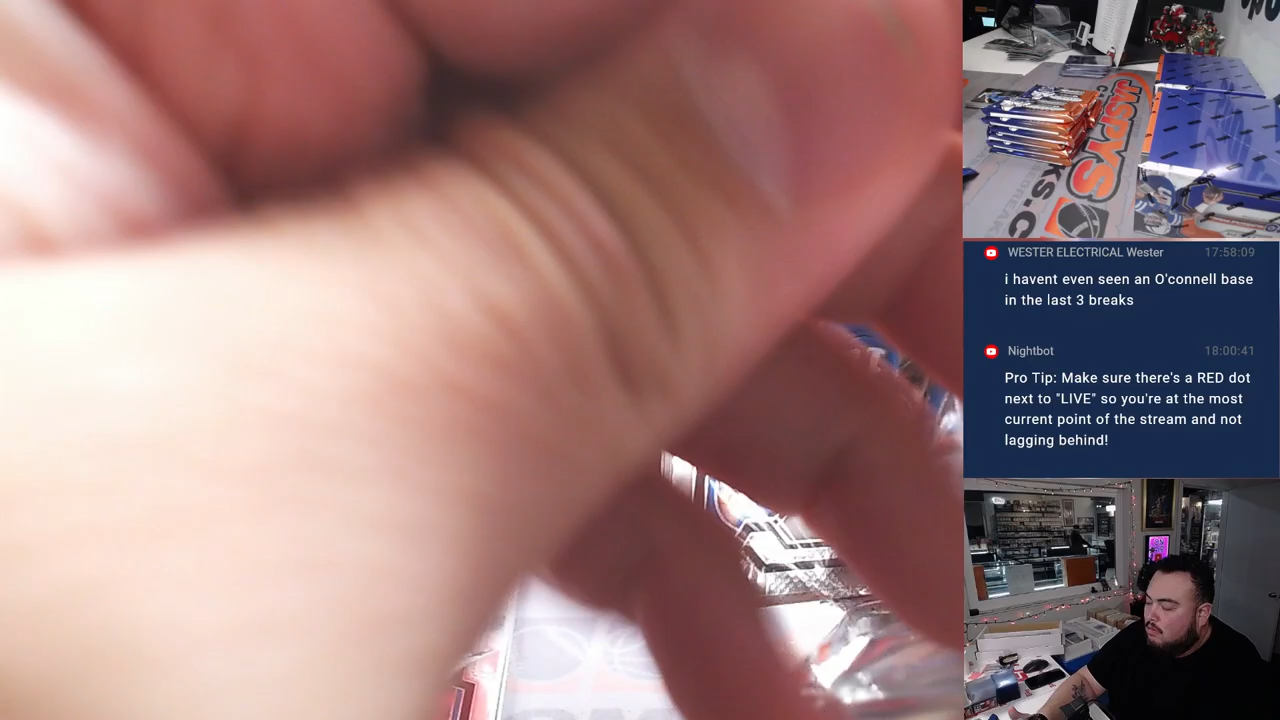 JASPYS
KS-C
WESTER ELECTRICAL Wester 17:58:09
i havent even seen an O'connell base
in the last 3 breaks
Nightbot 18:00:41
Pro Tip: Make sure there's a RED dot
next to "LIVE" so you're at the most
current point of the stream and not
lagging behind!